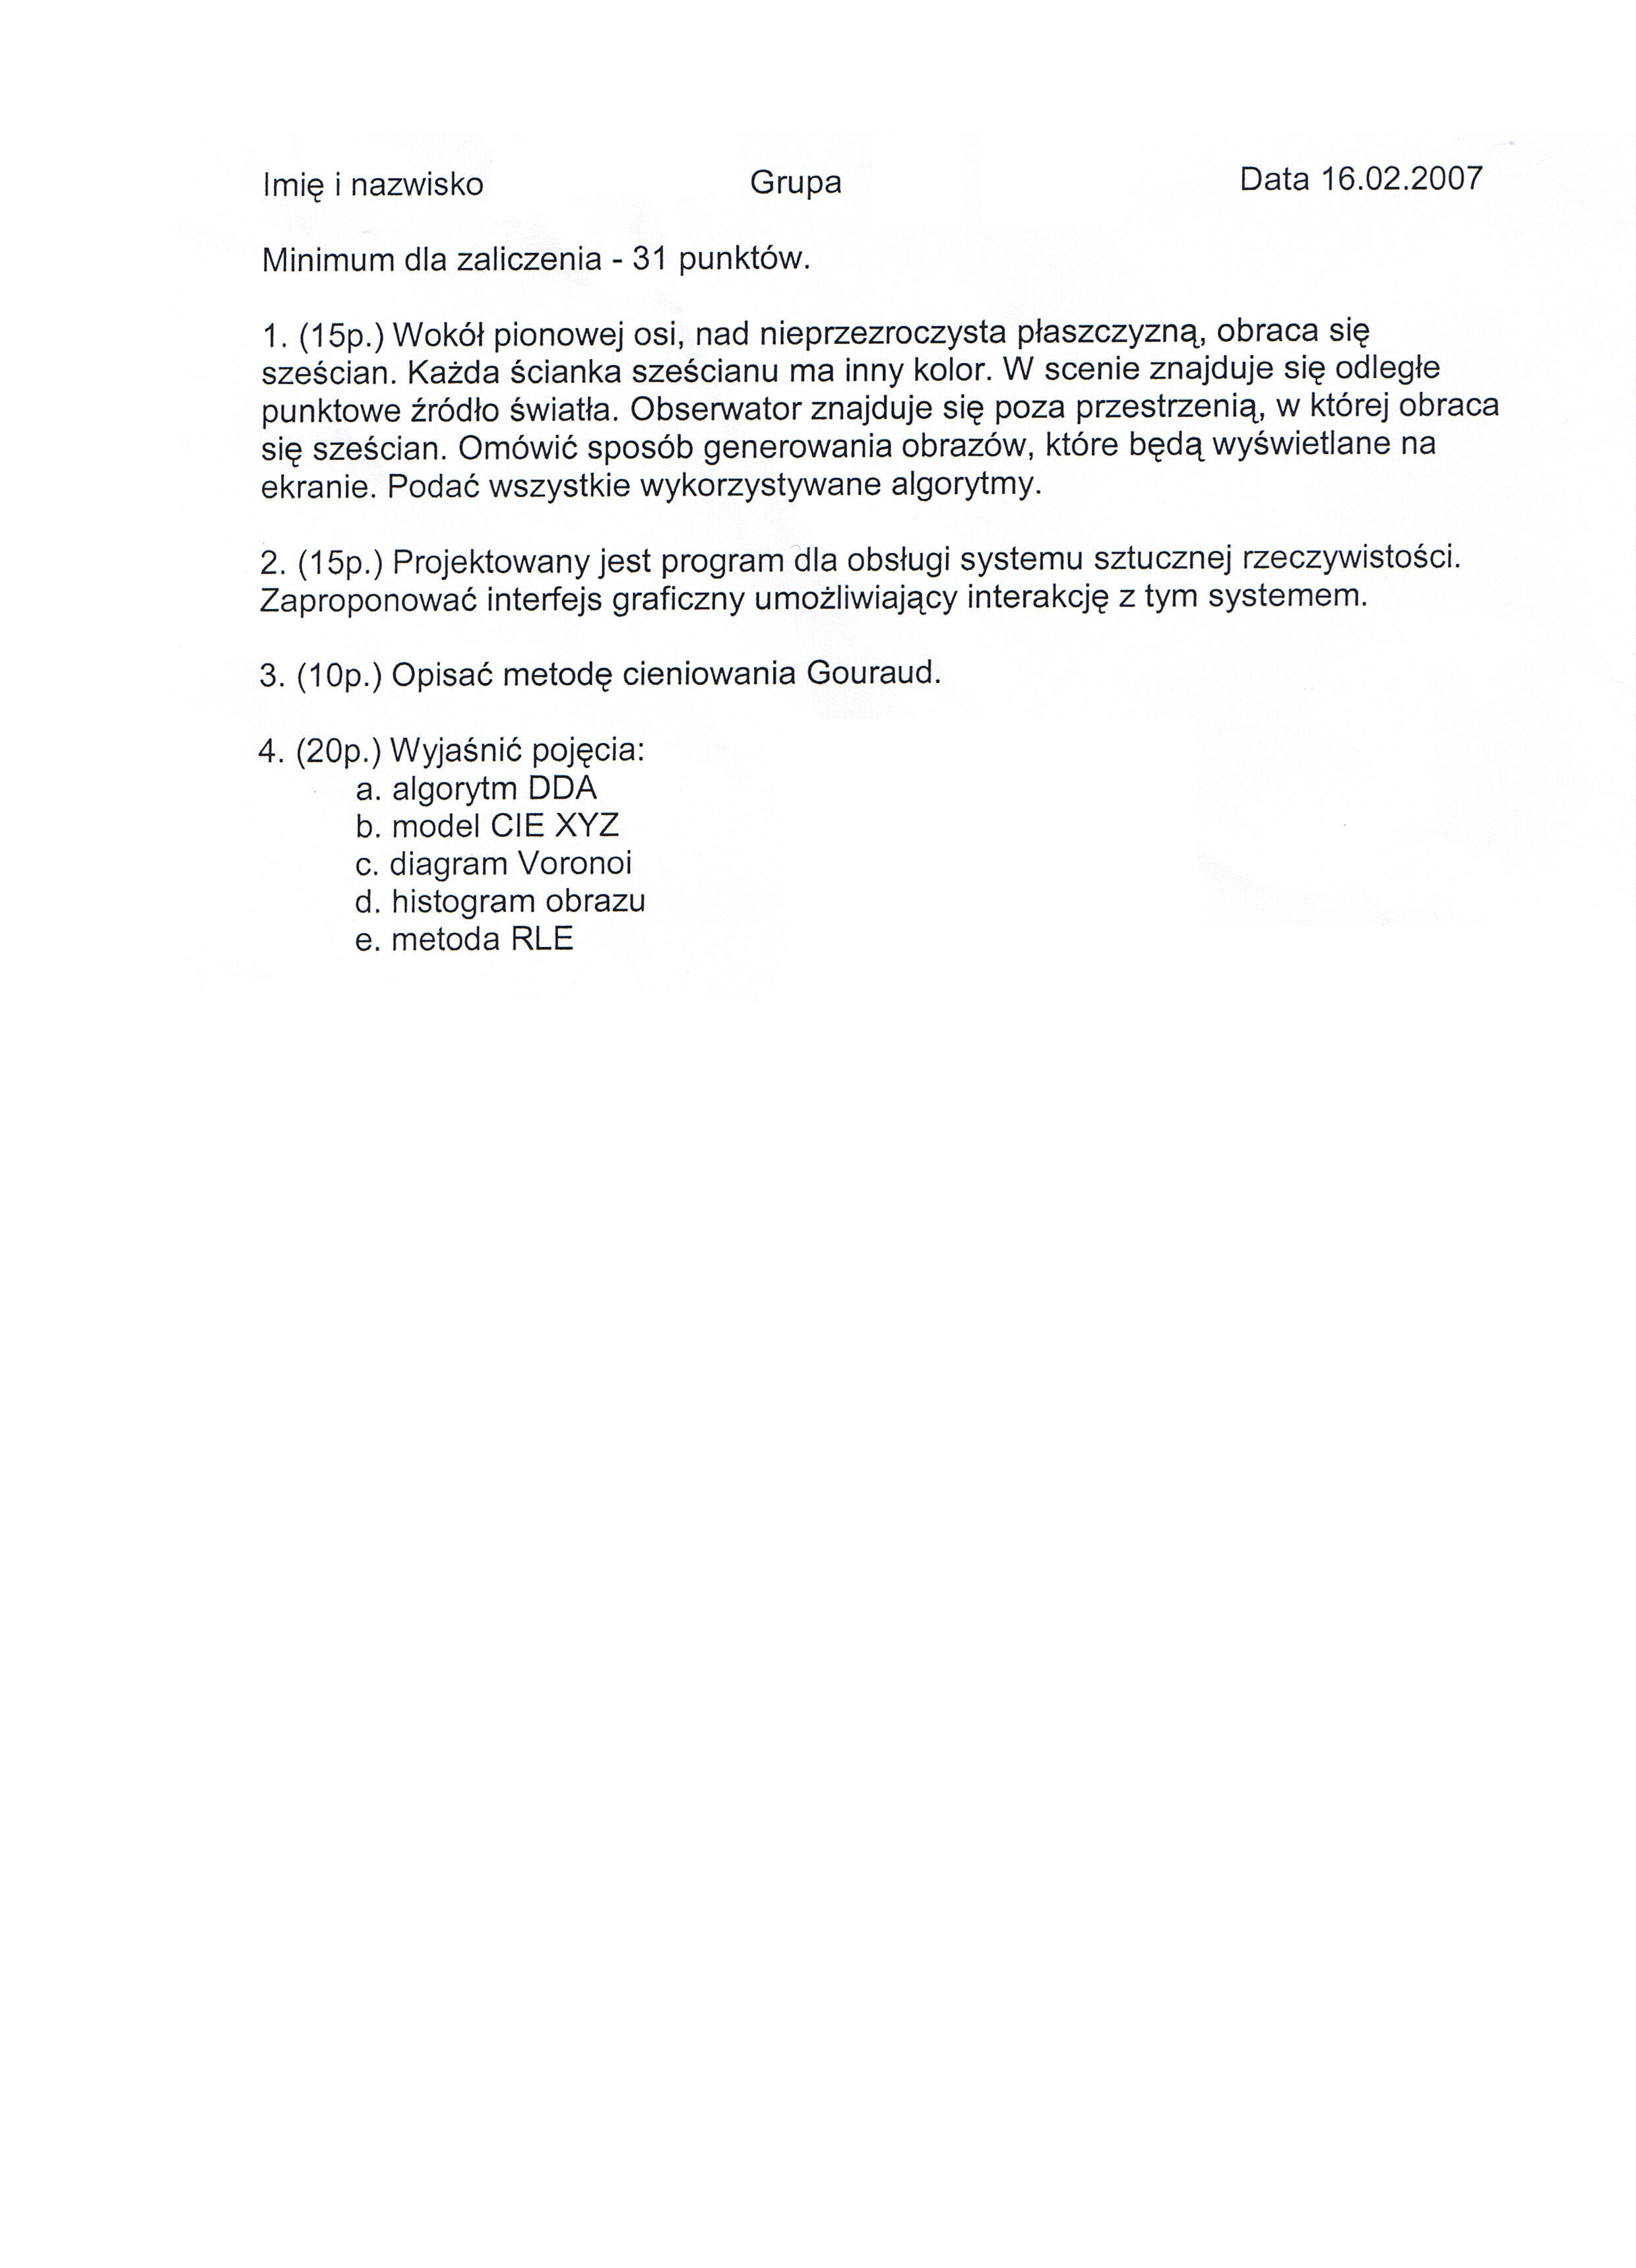 Imię i nazwisko Grupa Data 16.02.2007
Minimum dla zaliczenia - 31 punktów.
1. (15p.) Wokół pionowej osi, nad nieprzezroczysta płaszczyzną, obraca się
sześcian. Każda ścianka sześcianu ma inny kolor. W scenie znajduje się odległe
punktowe źródło światła. Obserwator znajduje się poza przestrzenią, w której obraca
się sześcian. Omówić sposób generowania obrazów, które będą wyświetlane na
ekranie. Podać wszystkie wykorzystywane algorytmy.
2. (15p.) Projektowany jest program dla obsługi systemu sztucznej rzeczywistości.
Zaproponować interfejs graficzny umożliwiający interakcję z tym systemem.
3. (10p.) Opisać metodę cieniowania Gouraud.
4. (20p.) Wyjaśnić pojęcia:
a. algorytm DDA
b. model CIE XYZ
c. diagram Voronoi
d. histogram obrazu
e. metoda RLE